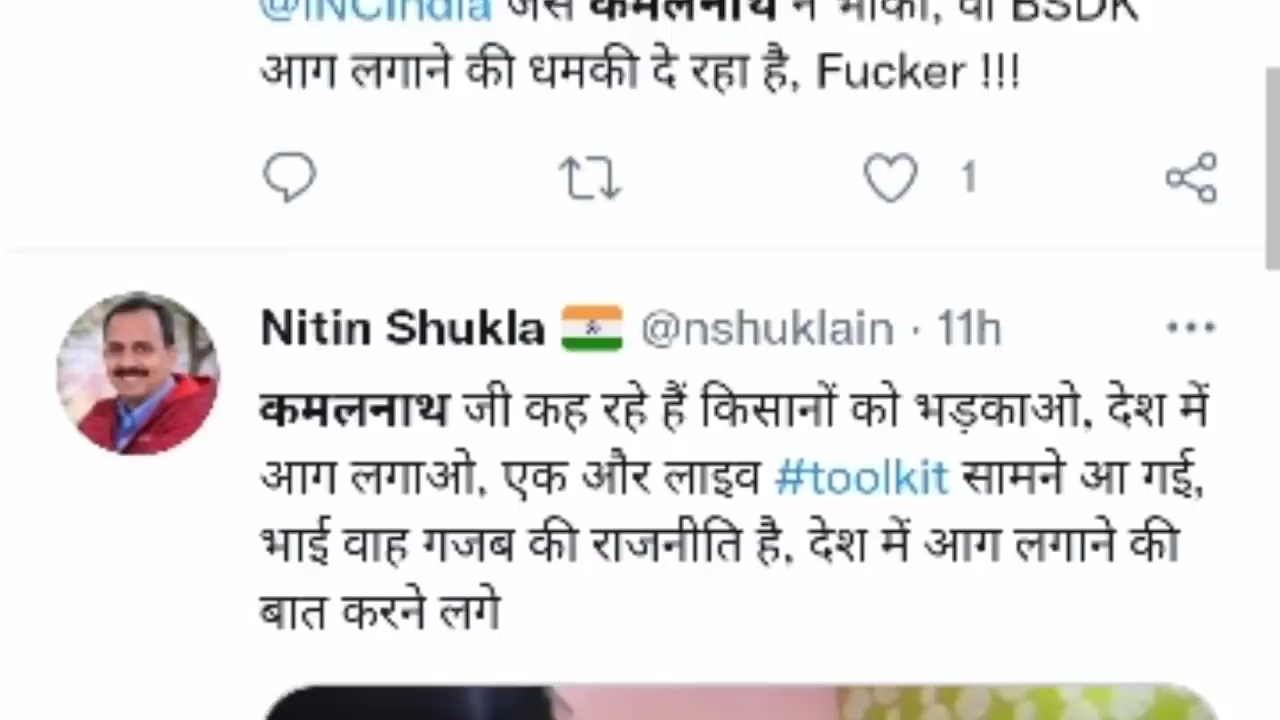 @INCIndia जैसे कमलनाथ ने भौंका, वो BSDK
आग लगाने की धमकी दे रहा है, Fucker !!!
1
Nitin Shukla 🇮🇳 @nshuklain · 11h
कमलनाथ जी कह रहे हैं किसानों को भड़काओ, देश में
आग लगाओ, एक और लाइव #toolkit सामने आ गई,
भाई वाह गजब की राजनीति है, देश में आग लगाने की
बात करने लगे